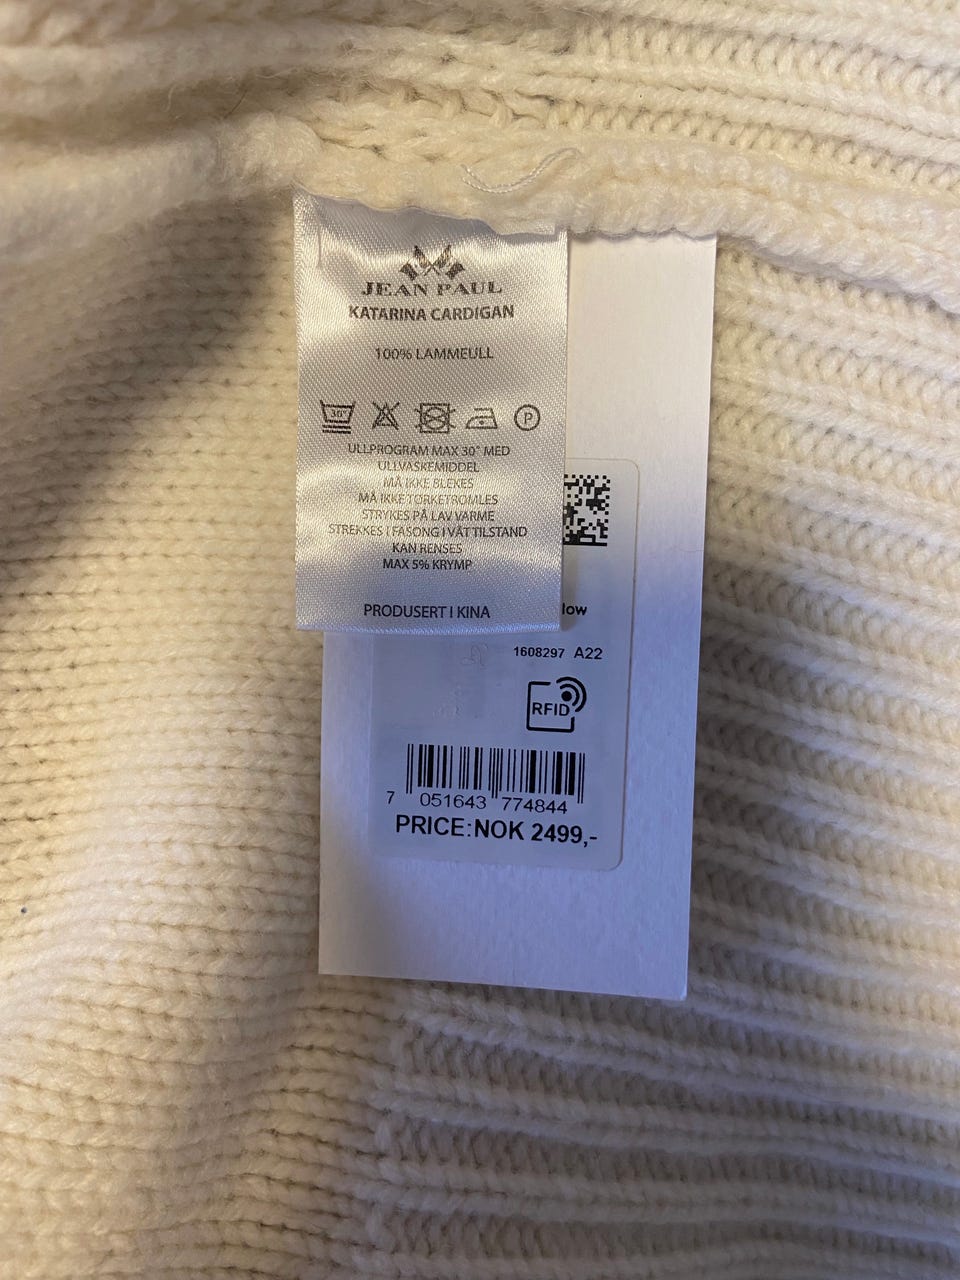 JEAN PAUL
KATARINA CARDIGAN
100% LAMMEULL
30°
P
ULLPROGRAM MAX 30° MED
ULLVASKEMIDDEL
MÅ IKKE BLEKES
MÅ IKKE TØRKETROMLES
STRYKES PÅ LAV VARME
STREKKES I FASONG I VÅT TILSTAND
KAN RENSES
MAX 5% KRYMP
PRODUSERT I KINA
low
1608297 A22
RFID
7 051643 774844
PRICE:NOK 2499,-